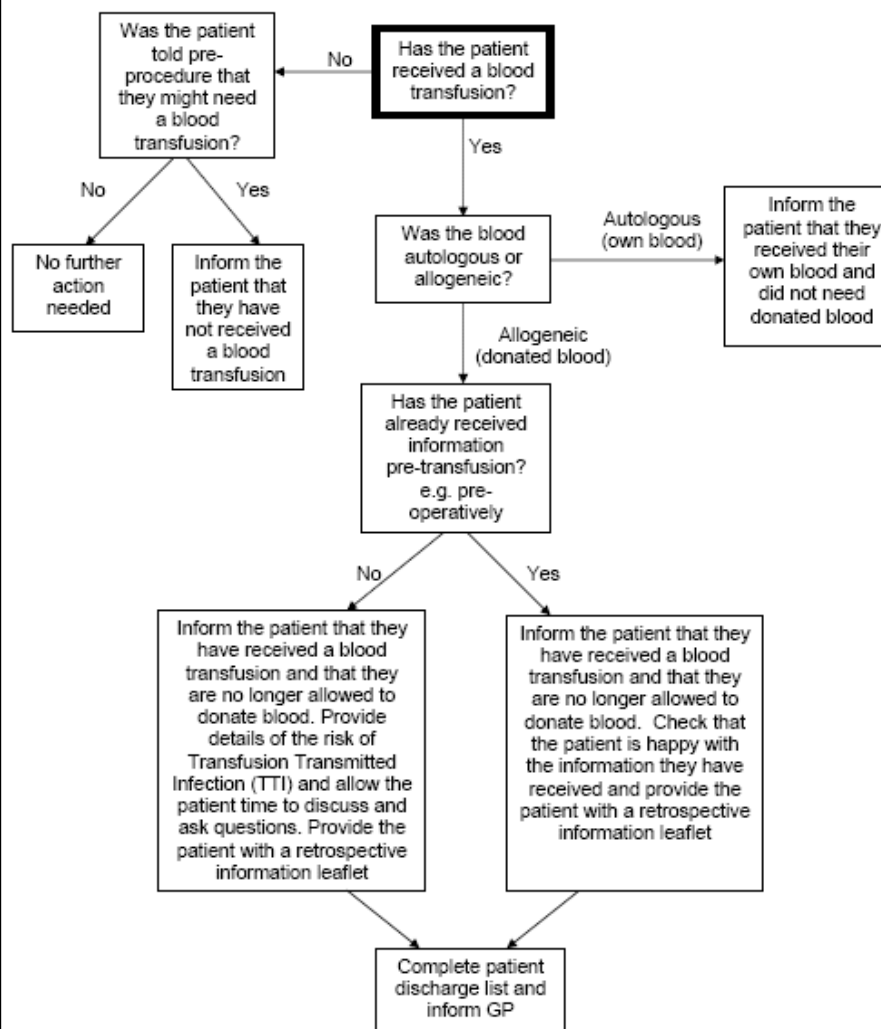 Was the patient
told pre-
procedure that
they might need
a blood
transfusion?
No
Has the patient
received a blood
transfusion?
Yes
No
Yes
No further
action
needed
Inform the
patient that
they have
not received
a blood
transfusion
Was the blood
autologous or
allogeneic?
Autologous
(own blood)
Inform the
patient that they
received their
own blood and
did not need
donated blood
Allogeneic
(donated blood)
Has the patient
already received
information
pre-transfusion?
e.g. pre-
operatively
No
Yes
Inform the patient that they
have received a blood
transfusion and that they
are no longer allowed to
donate blood. Provide
details of the risk of
Transfusion Transmitted
Infection (TTI) and allow the
patient time to discuss and
ask questions. Provide the
patient with a retrospective
information leaflet
Inform the patient that they
have received a blood
transfusion and that they
are no longer allowed to
donate blood. Check that
the patient is happy with
the information they have
received and provide the
patient with a retrospective
information leaflet
Complete patient
discharge list and
inform GP